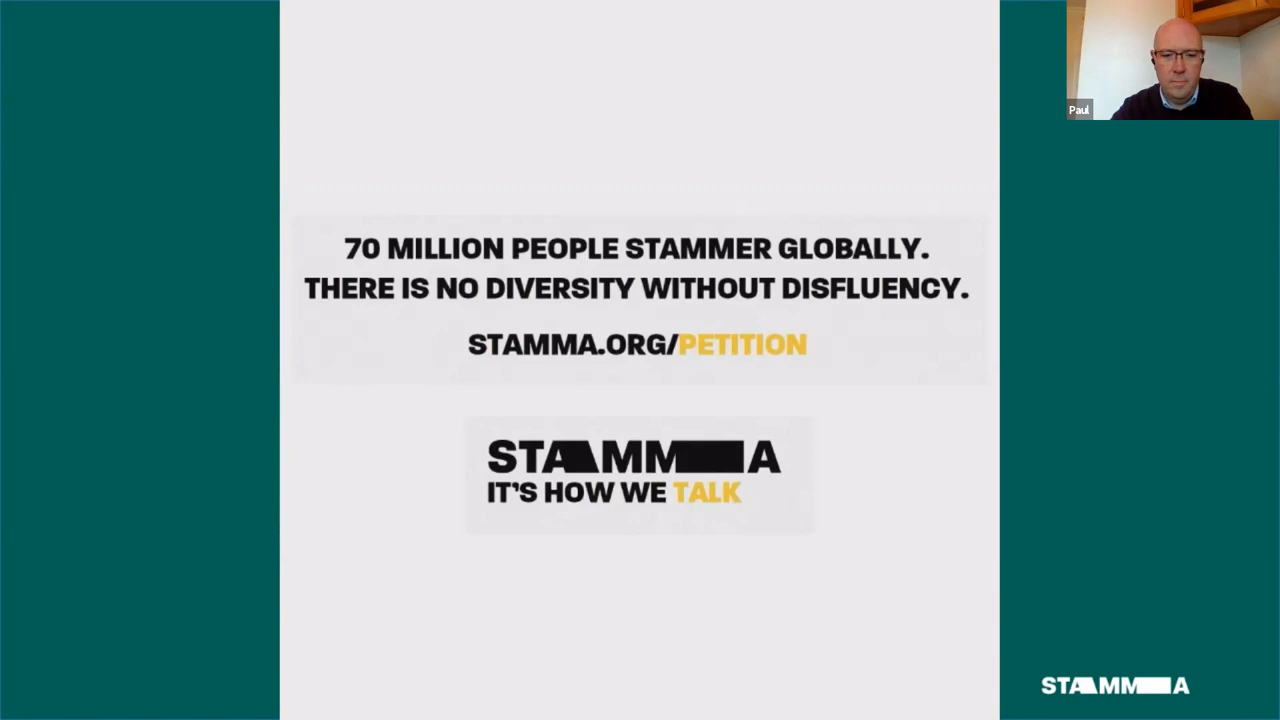 Paul
70 MILLION PEOPLE STAMMER GLOBALLY.
THERE IS NO DIVERSITY WITHOUT DISFLUENCY.
STAMMA.ORG/PETITION
STAMMA
IT'S HOW WE TALK
STAMMA